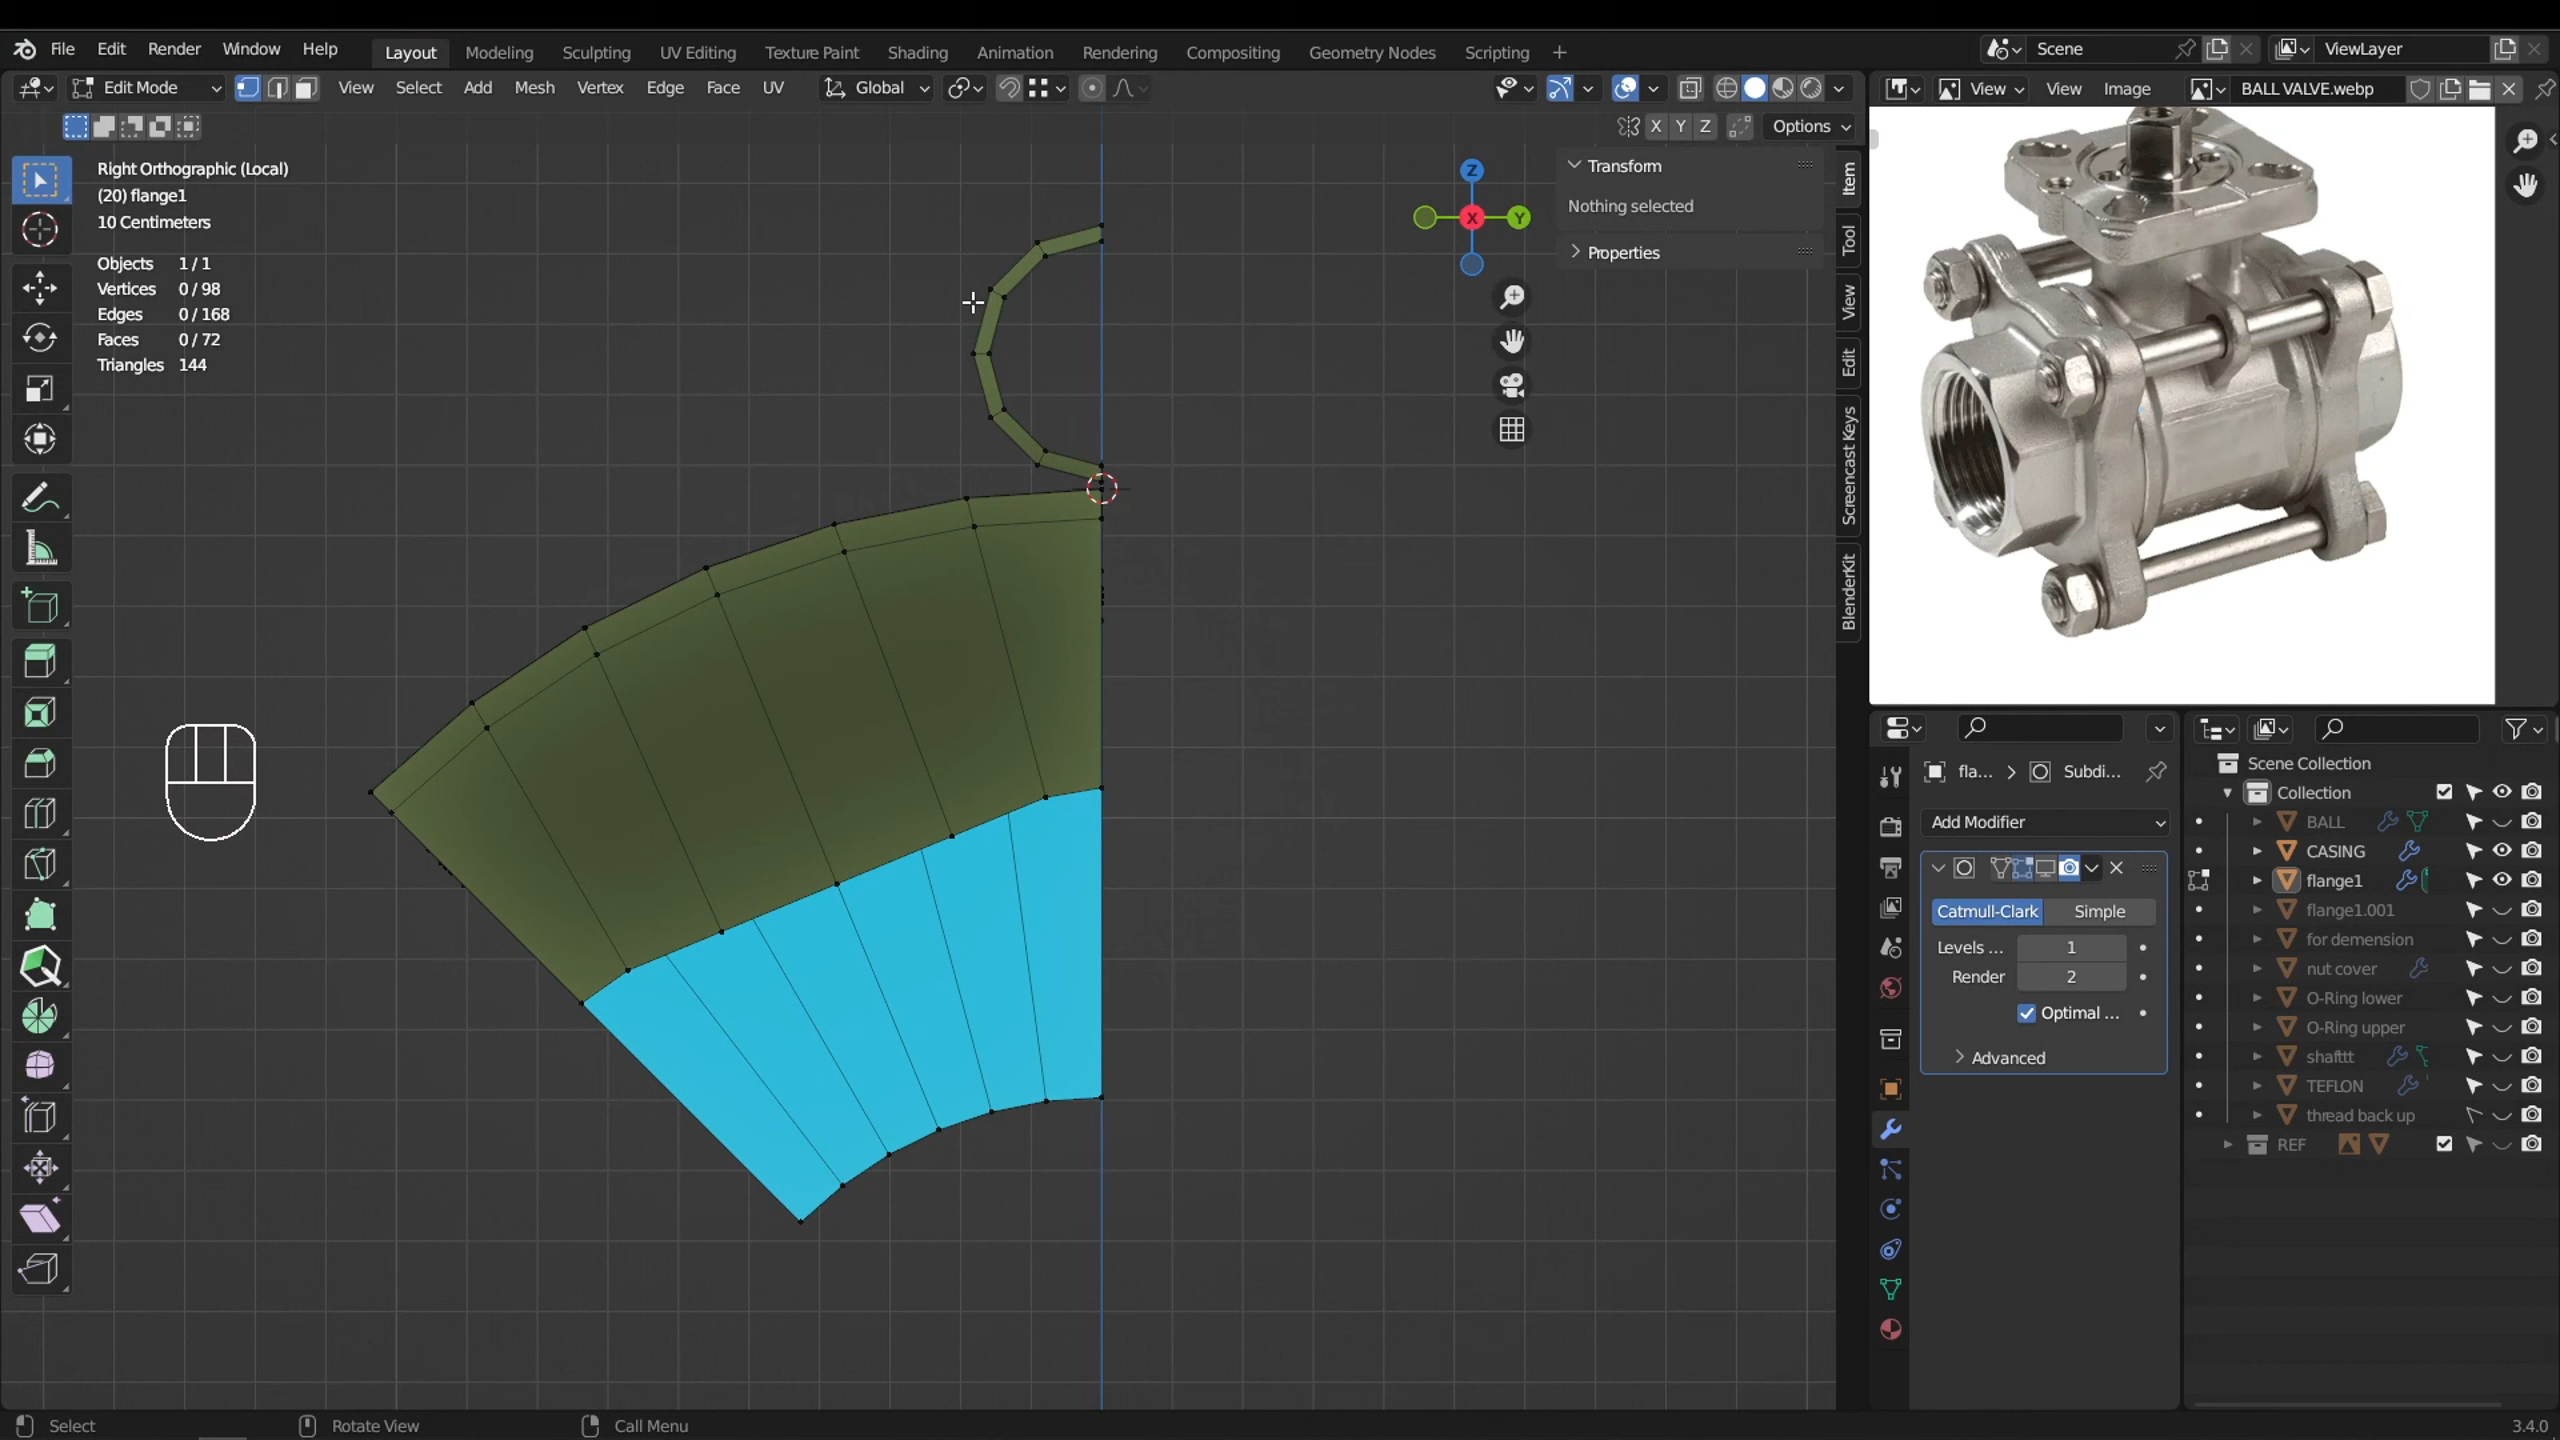 File Edit Render Window Help Layout Modeling Sculpting UV Editing Texture Paint Shading Animation Rendering Compositing Geometry Nodes Scripting + Scene ViewLayer
Edit Mode View Select Add Mesh Vertex Edge Face UV Global View View Image BALL VALVE.webp
X Y Z Options
Right Orthographic (Local)
(20) flange1
10 Centimeters
Objects 1 / 1
Vertices 0 / 98
Edges 0 / 168
Faces 0 / 72
Triangles 144
Z
X
Y
Transform
Nothing selected
Properties
Item
Tool
View
Edit
Screencast Keys
BlenderKit
fla... Subdi...
Add Modifier
Catmull-Clark Simple
Levels ... 1
Render 2
Optimal ...
Advanced
Scene Collection
Collection
BALL
CASING
flange1
flange1.001
for demension
nut cover
O-Ring lower
O-Ring upper
shafttt
TEFLON
thread back up
REF
Select Rotate View Call Menu 3.4.0